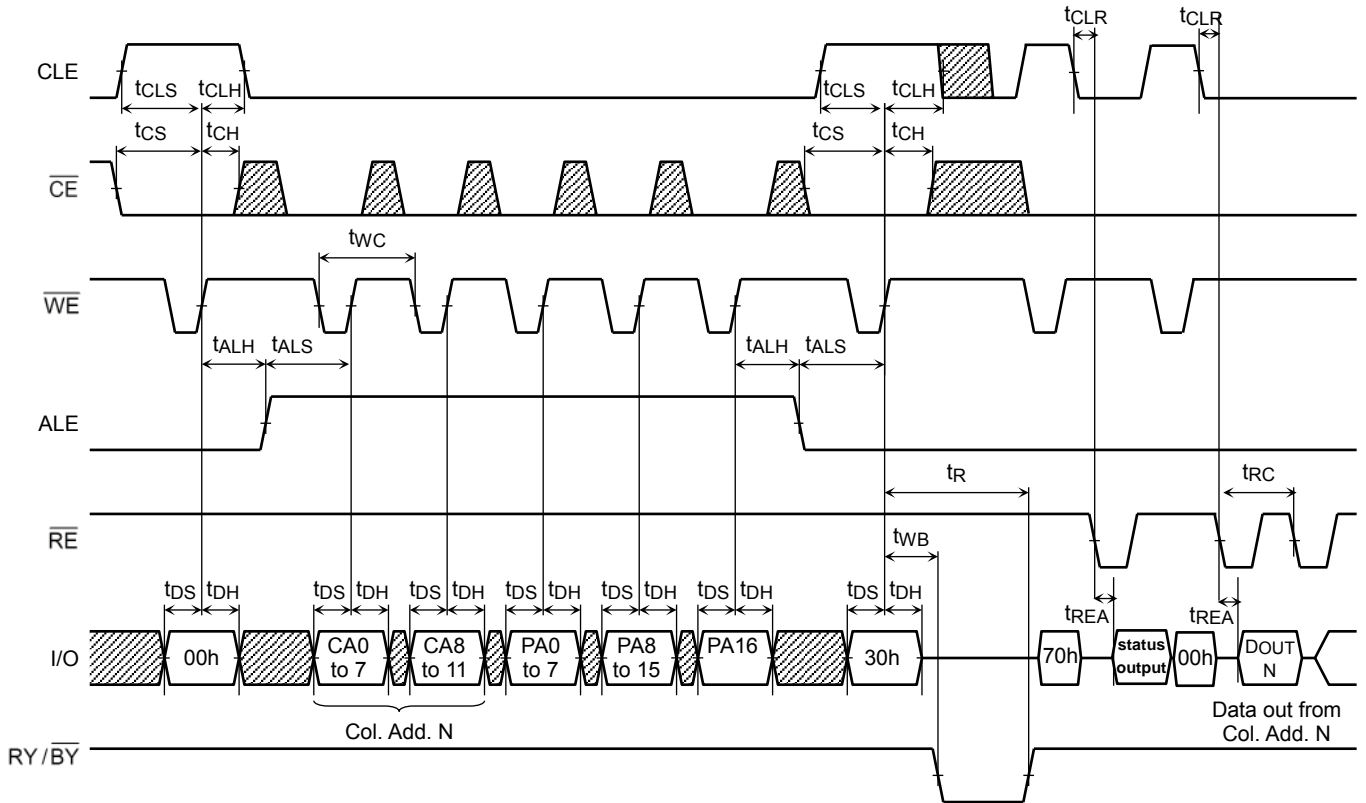 tCLR tCLR
CLE
tCLS tCLH tCLS tCLH
tCS tCH tCS tCH
CE
tWC
WE
tALH tALS tALH tALS
ALE
tR tRC
RE
tWB
tDS tDH tDS tDH tDS tDH tDS tDH tDS tDH tDS tDH tDS tDH
tREA tREA
I/O 00h CA0 to 7 CA8 to 11 PA0 to 7 PA8 to 15 PA16 30h 70h status output 00h DOUT N
Col. Add. N
Data out from
Col. Add. N
RY/BY